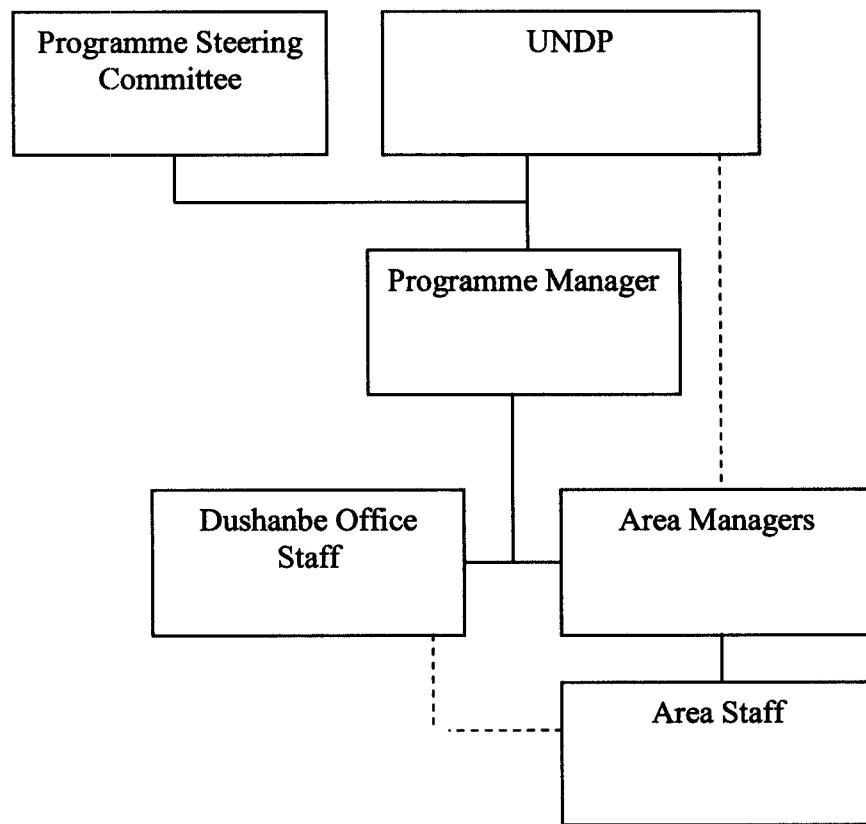 Programme Steering
Committee
UNDP
Programme Manager
Dushanbe Office
Staff
Area Managers
Area Staff